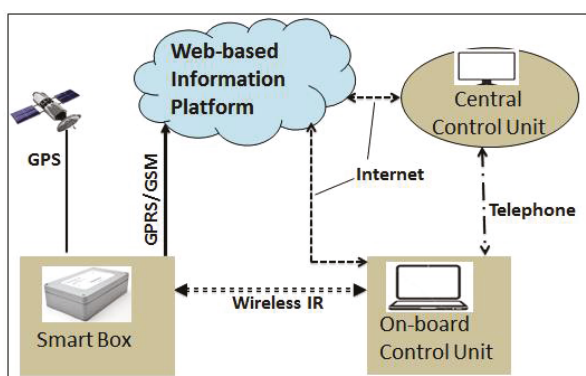 Web-based
Information
Platform
Central
Control Unit
GPS
GPRS/GSM
Internet
Telephone
Wireless IR
Smart Box
On-board
Control Unit